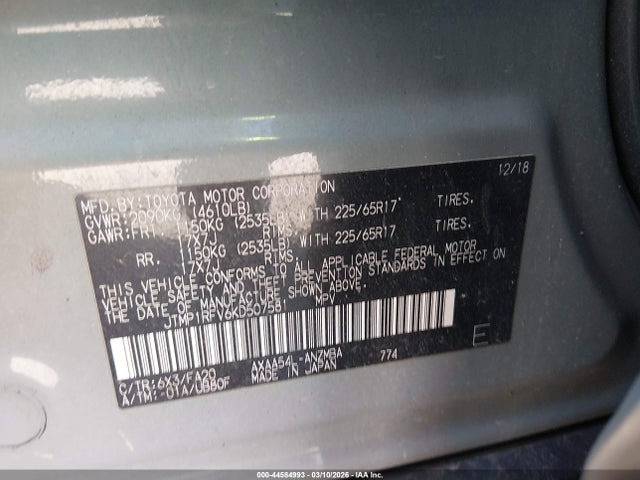 12/18
MFD. BY: TOYOTA MOTOR CORPORATION
GVWR: 2090KG (4610LB)
GAWR: FRT. 1150KG (2535LB) WITH 225/65R17 TIRES.
17X7J RIMS.
RR. 1150KG (2535LB) WITH 225/65R17 TIRES.
17X7J RIMS.
THIS VEHICLE CONFORMS TO ALL APPLICABLE FEDERAL MOTOR
VEHICLE SAFETY AND THEFT PREVENTION STANDARDS IN EFFECT ON
THE DATE OF MANUFACTURE SHOWN ABOVE.
JTMP1RFV6KD507581 MPV
C/TR: 6X3/FA20 AXAA54L-ANZMBA 774
A/TM: -01A/UB80F MADE IN JAPAN
E
000-44584993 - 03/10/2026 - IAA Inc.